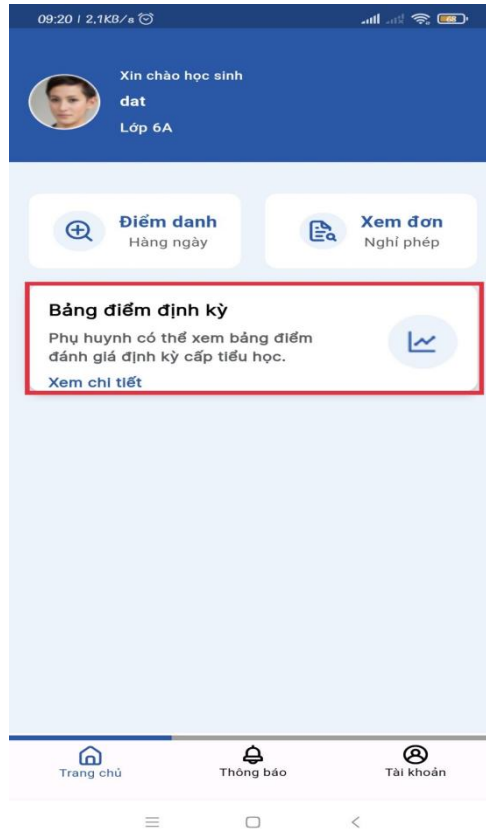 09:20 | 2,1KB/s
68
Xin chào học sinh
dat
Lớp 6A
Điểm danh
Hàng ngày
Xem đơn
Nghỉ phép
Bảng điểm định kỳ
Phụ huynh có thể xem bảng điểm
đánh giá định kỳ cấp tiểu học.
Xem chi tiết
Trang chủ
Thông báo
Tài khoản